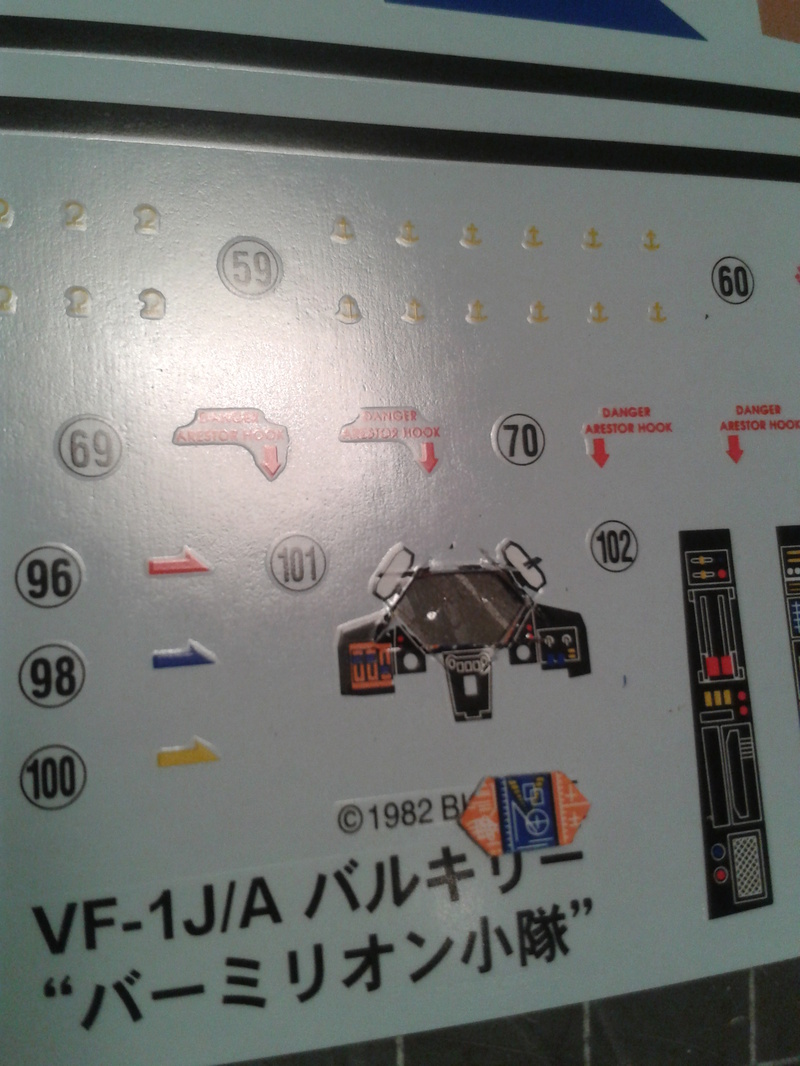 59
60
69
DANGER
ARESTOR HOOK
DANGER
ARESTOR HOOK
70
DANGER
ARESTOR HOOK
DANGER
ARESTOR HOOK
96
101
102
98
100
©1982
VF-1J/A バルキリー
“バーミリオン小隊”